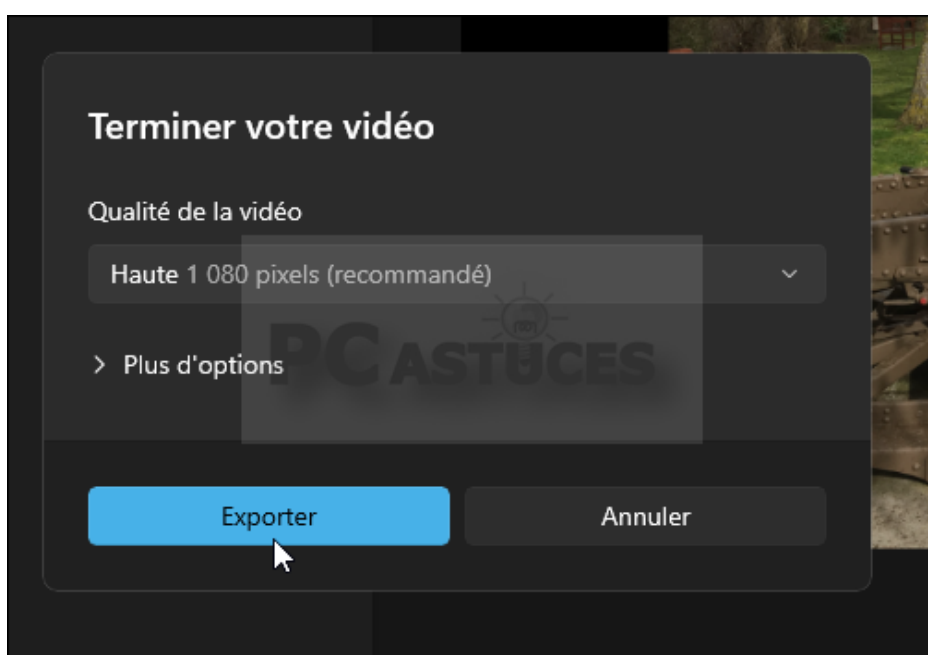 Terminer votre vidéo
Qualité de la vidéo
Haute 1 080 pixels (recommandé)
PC ASTUCES
Plus d'options
Exporter
Annuler